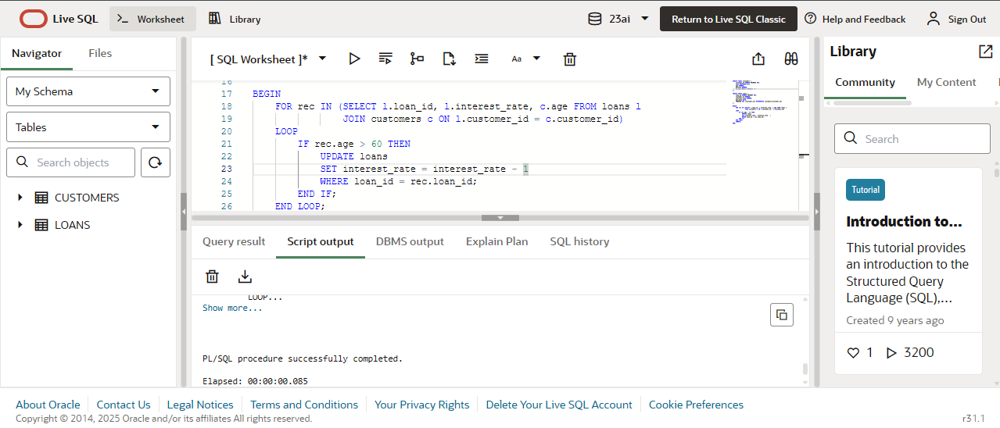 Live SQL
Worksheet
Library
23ai
Return to Live SQL Classic
Help and Feedback
Sign Out
Navigator
Files
My Schema
Tables
Search objects
CUSTOMERS
LOANS
[ SQL Worksheet ]*
Aa
16
17 BEGIN
18 FOR rec IN (SELECT l.loan_id, l.interest_rate, c.age FROM loans l
19 JOIN customers c ON l.customer_id = c.customer_id)
20 LOOP
21 IF rec.age > 60 THEN
22 UPDATE loans
23 SET interest_rate = interest_rate - 1
24 WHERE loan_id = rec.loan_id;
25 END IF;
26 END LOOP;
Query result
Script output
DBMS output
Explain Plan
SQL history
LOOP...
Show more...
PL/SQL procedure successfully completed.
Elapsed: 00:00:00.085
Library
Community
My Content
Search
Tutorial
Introduction to...
This tutorial provides
an introduction to the
Structured Query
Language (SQL),...
Created 9 years ago
1
3200
About Oracle
Contact Us
Legal Notices
Terms and Conditions
Your Privacy Rights
Delete Your Live SQL Account
Cookie Preferences
Copyright © 2014, 2025 Oracle and/or its affiliates All rights reserved.
r31.1